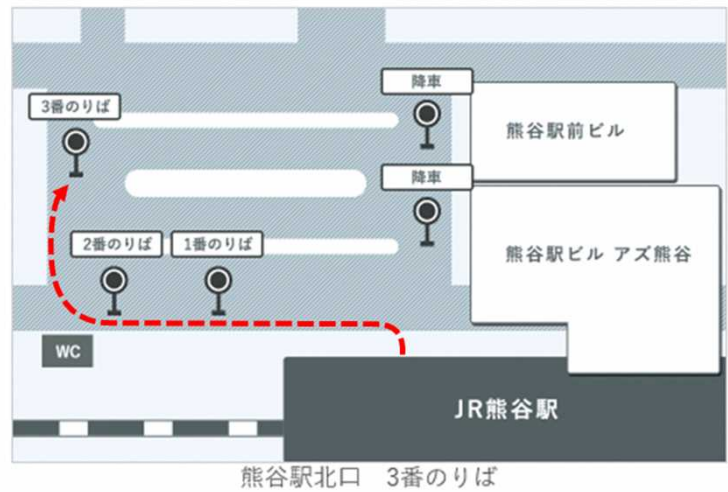 降車
3番のりば
熊谷駅前ビル
降車
2番のりば
1番のりば
熊谷駅ビル アズ熊谷
WC
JR熊谷駅
熊谷駅北口 3番のりば